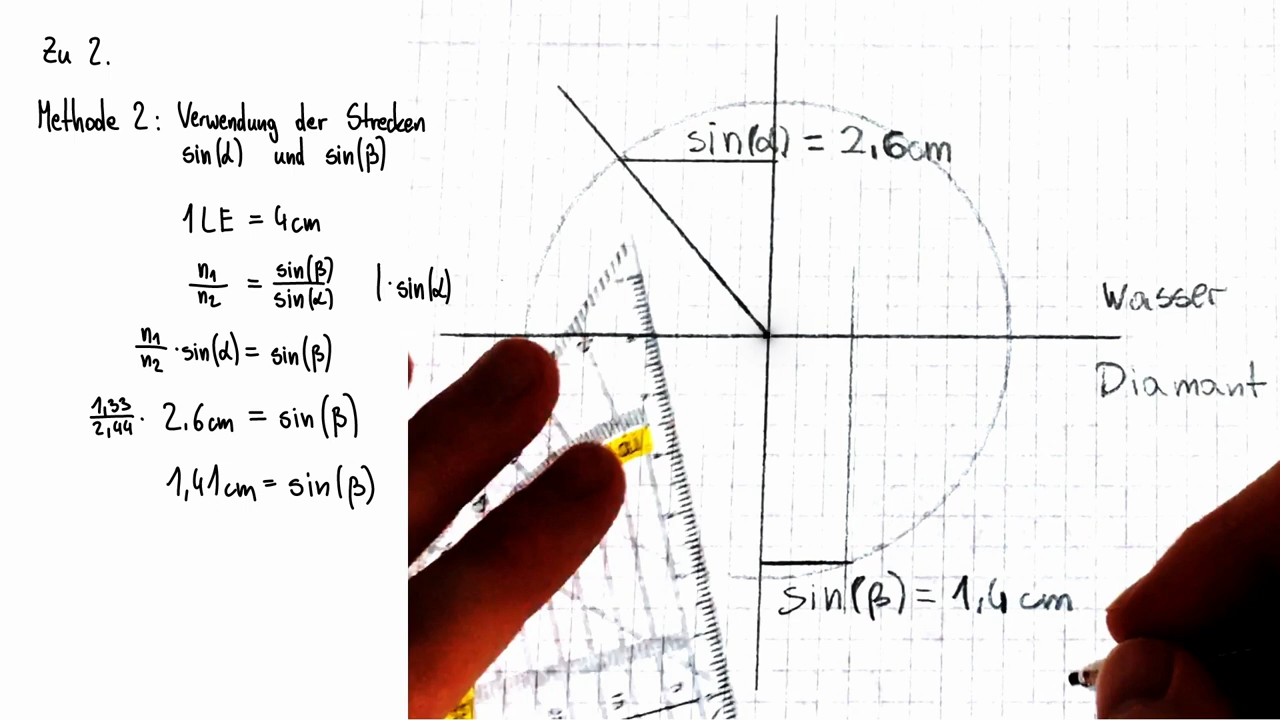 Zu 2.
Methode 2: Verwendung der Strecken
sin(α) und sin(β)
1LE = 4cm
n₁/n₂ = sin(β)/sin(α) |·sin(α)
n₁/n₂ · sin(α) = sin(β)
1,33/2,44 · 2,6cm = sin(β)
1,41cm = sin(β)
sin(α) = 2,6cm
Wasser
Diamant
sin(β) = 1,4cm